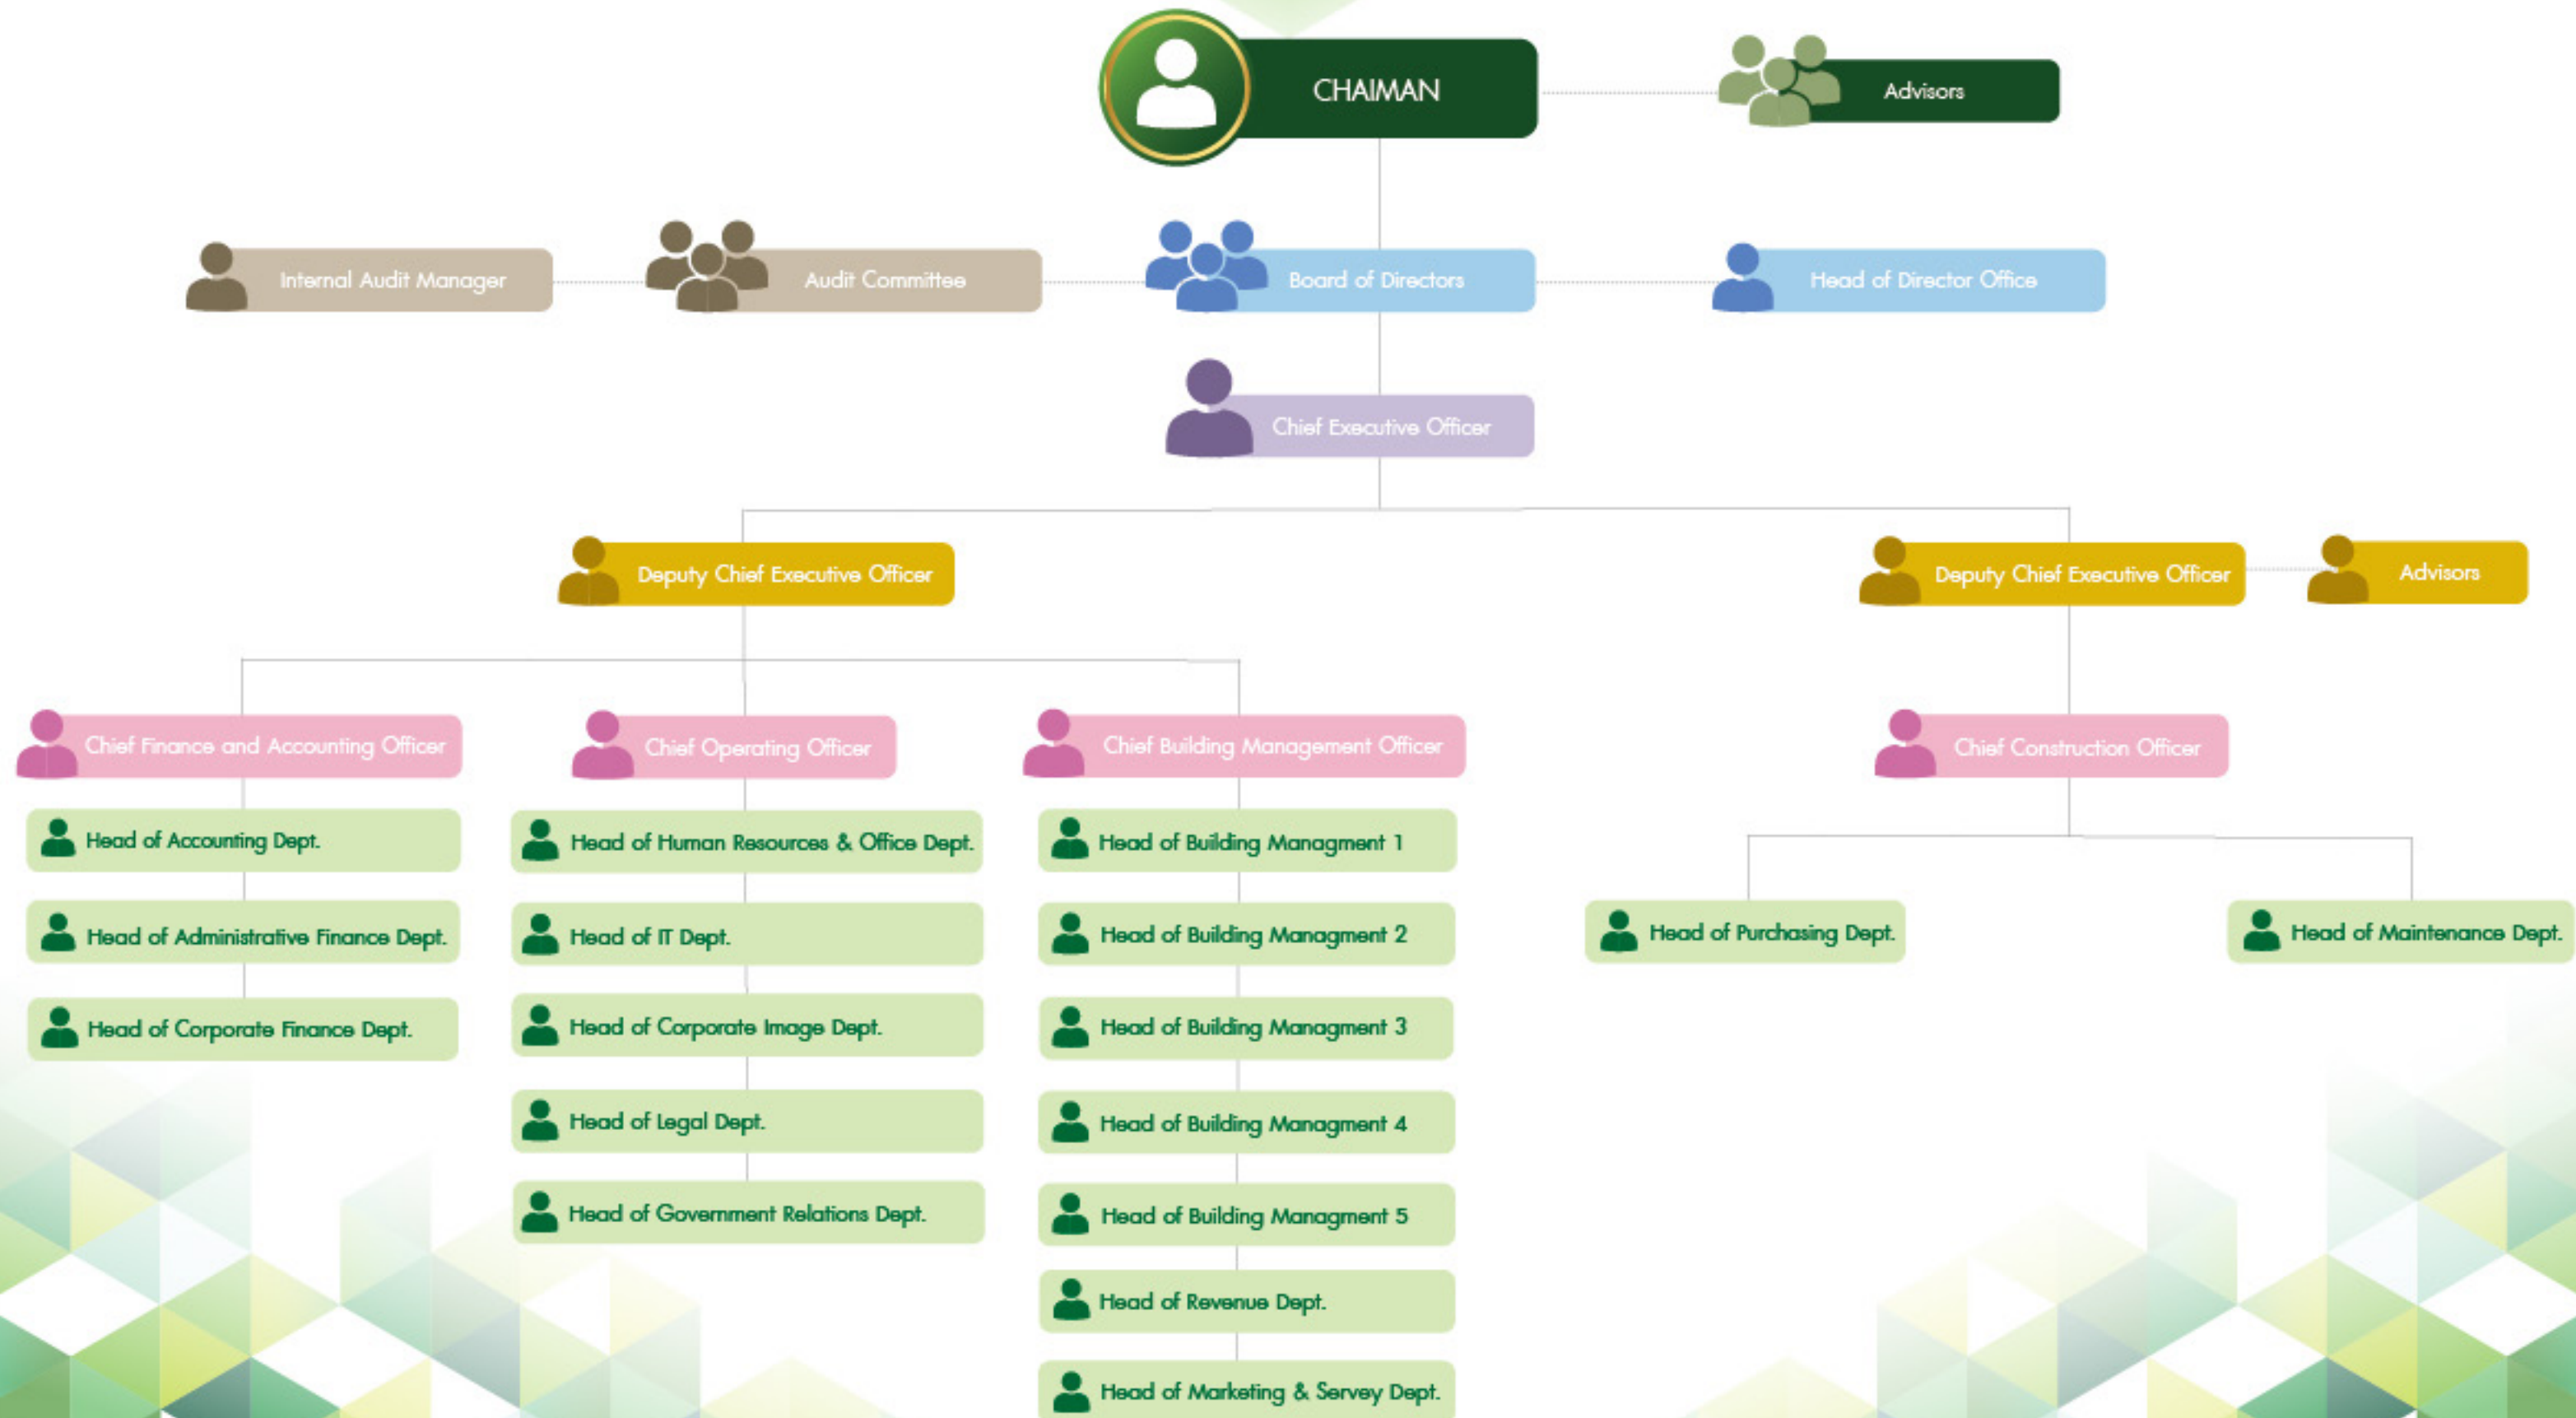 CHAIMAN
Advisors
Internal Audit Manager
Audit Committee
Board of Directors
Head of Director Office
Chief Executive Officer
Deputy Chief Executive Officer
Deputy Chief Executive Officer
Advisors
Chief Finance and Accounting Officer
Chief Operating Officer
Chief Building Management Officer
Chief Construction Officer
Head of Accounting Dept.
Head of Administrative Finance Dept.
Head of Corporate Finance Dept.
Head of Human Resources & Office Dept.
Head of IT Dept.
Head of Corporate Image Dept.
Head of Legal Dept.
Head of Government Relations Dept.
Head of Building Managment 1
Head of Building Managment 2
Head of Building Managment 3
Head of Building Managment 4
Head of Building Managment 5
Head of Revenue Dept.
Head of Marketing & Servey Dept.
Head of Purchasing Dept.
Head of Maintenance Dept.